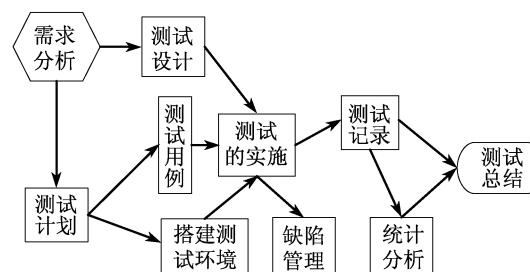 需求
分析
测试
设计
测
试
用
例
测试
的实施
测试
记录
测试
总结
测试
计划
搭建测
试环境
缺陷
管理
统计
分析